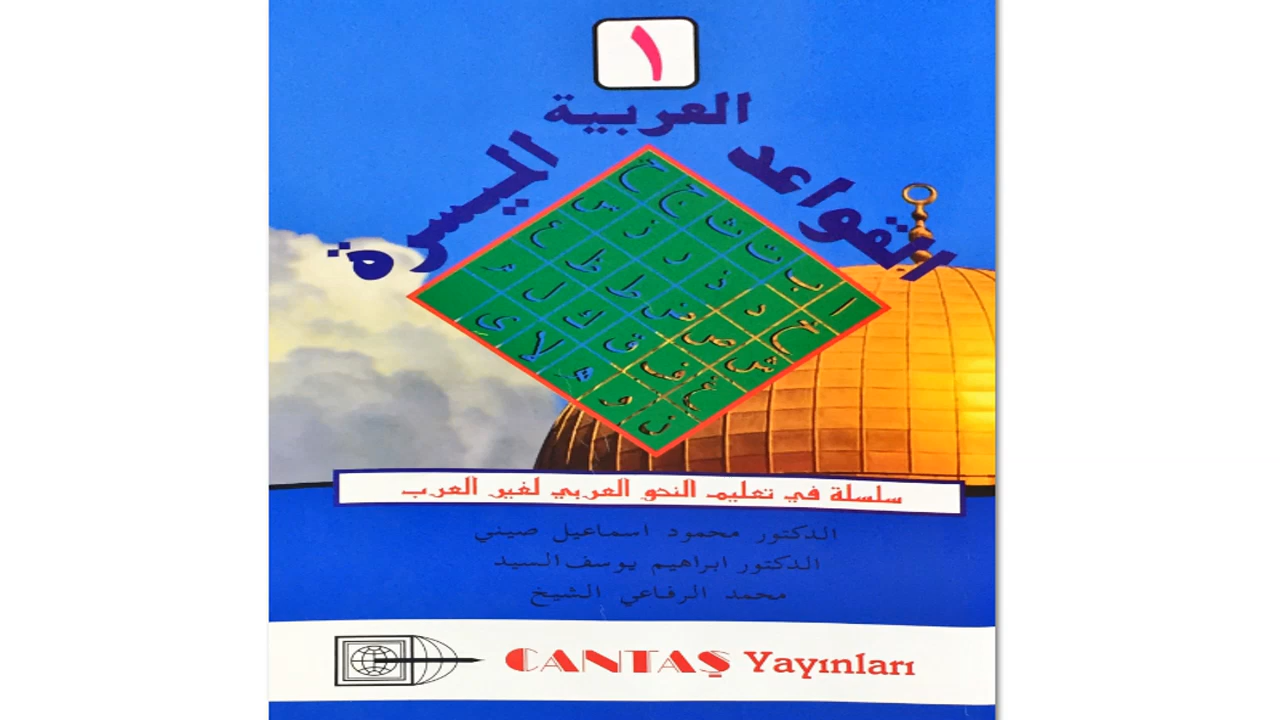 ١
القواعد العربية الميسرة
ا ب ت ث ج ح
خ د ذ ر ز س
ش ص ض ط ظ ع
غ ف ق ك ل م
ن و ه لا ي
سلسلة في تعليم النحو العربي لغير العرب
الدكتور محمود اسماعيل صيني
الدكتور ابراهيم يوسف السيد
محمد الرفاعي الشيخ
CANTAŞ Yayınları